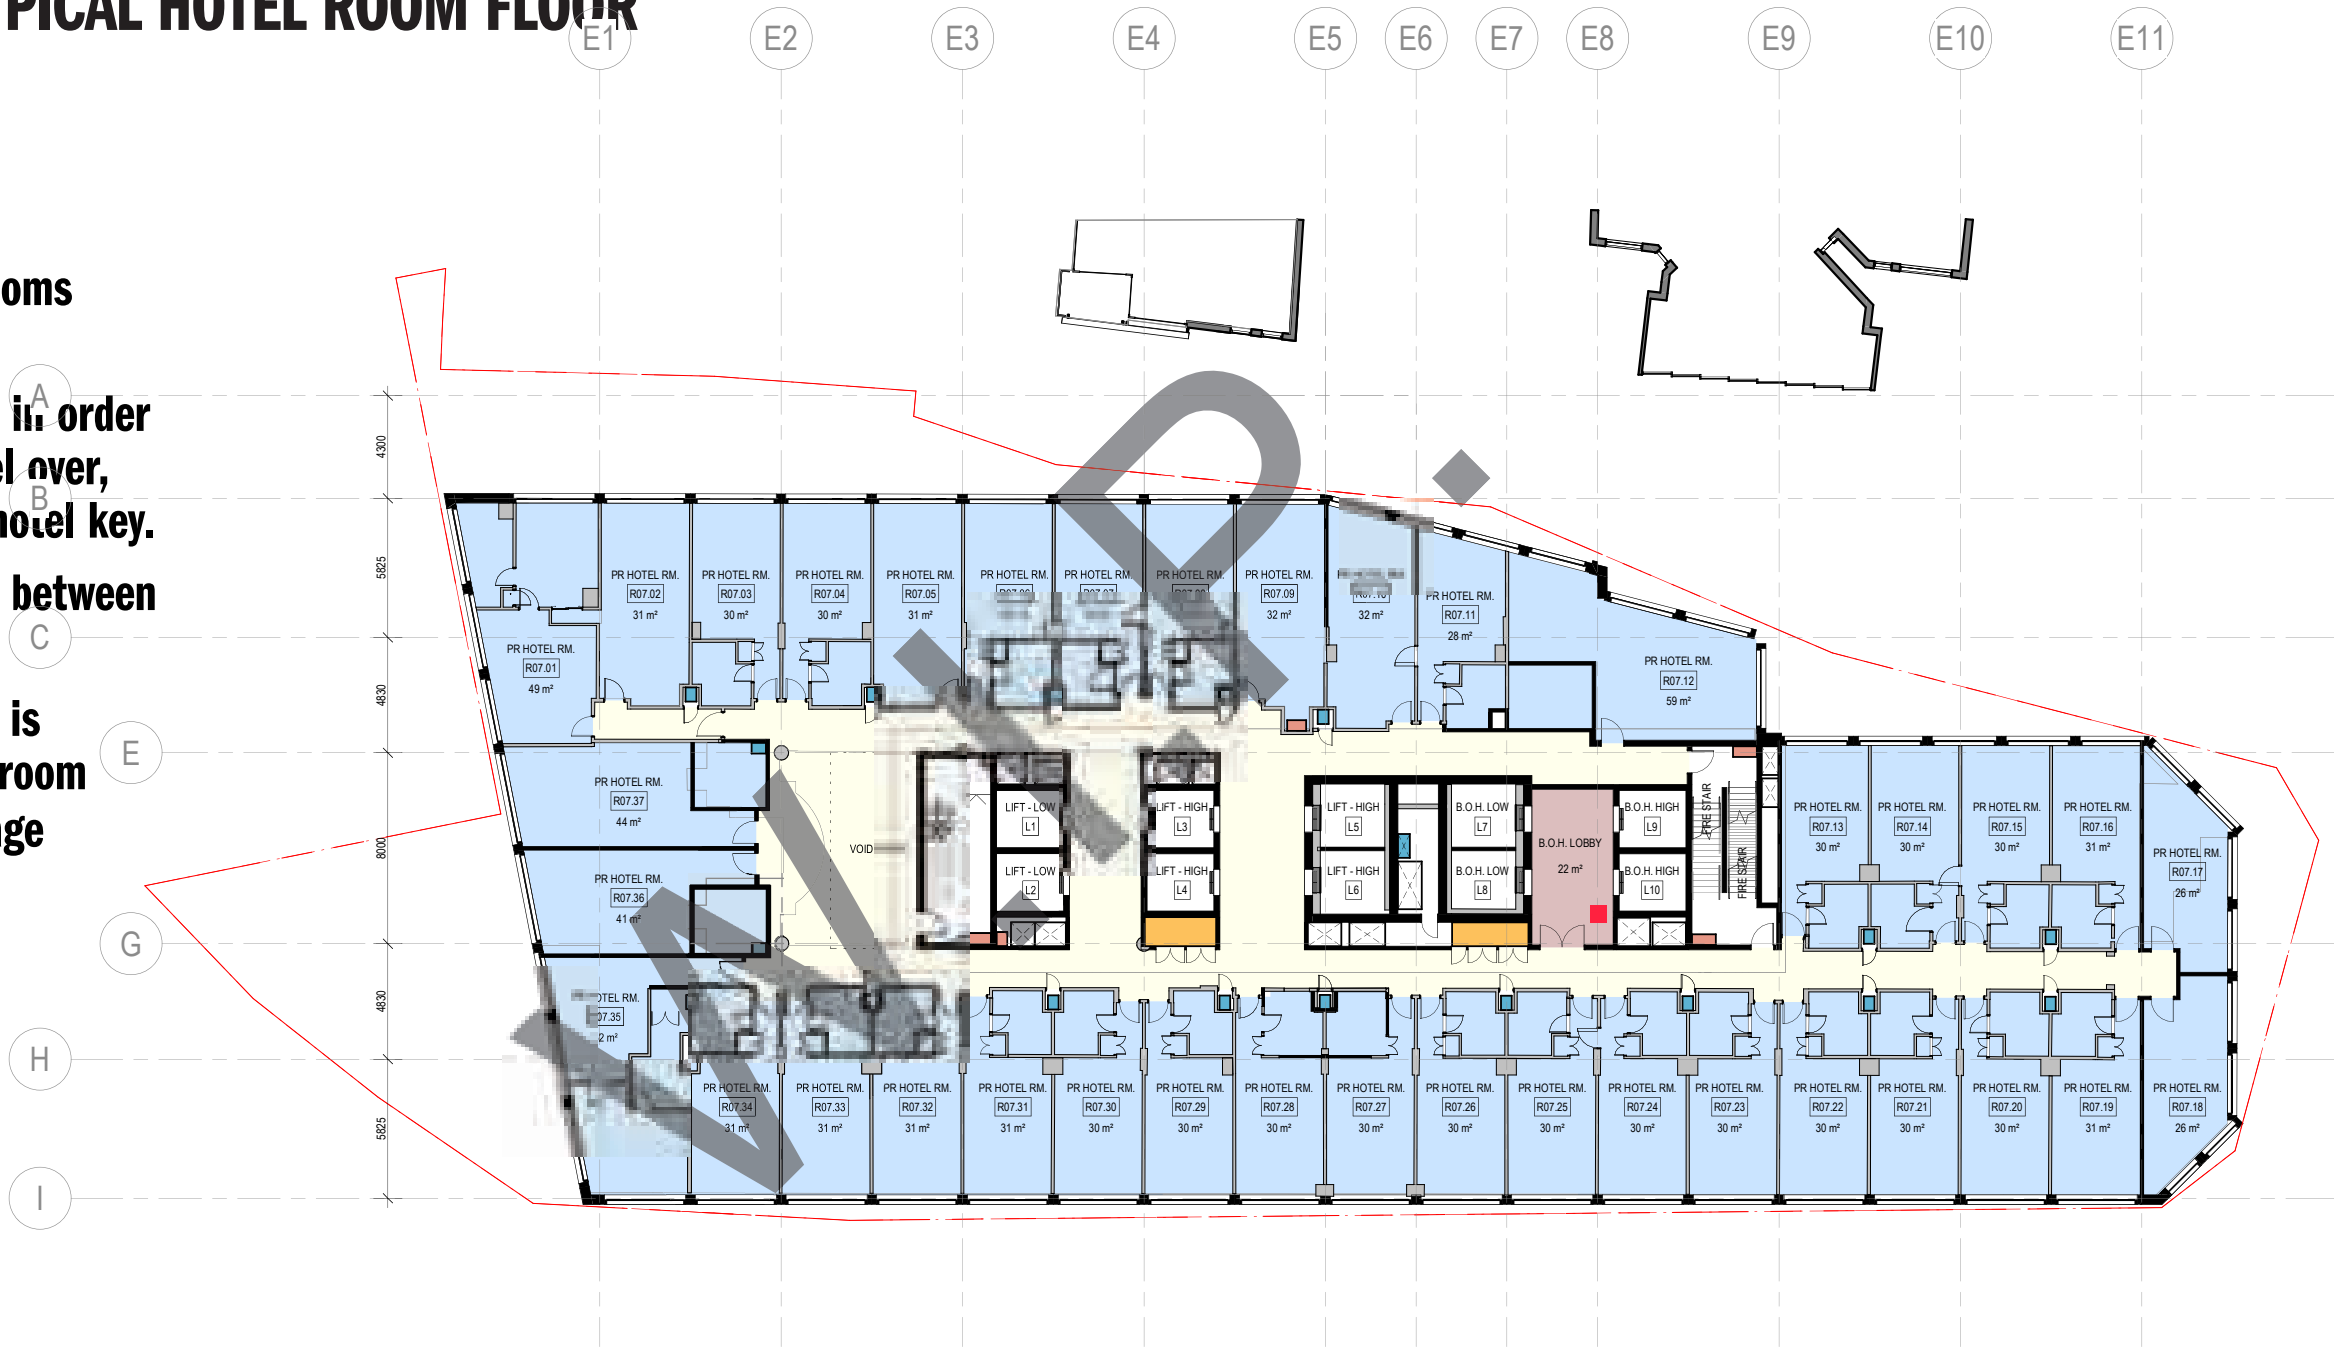 PICAL HOTEL ROOM FLOOR
E1 E2 E3 E4 E5 E6 E7 E8 E9 E10 E11
ooms
in order
el over,
hotel key.
between
is
room
age
A
B
C
E
G
H
I
4300
5825
4830
8000
4830
5825
W.I.P.
PR HOTEL RM.
R07.01
49 m²
PR HOTEL RM.
R07.02
31 m²
PR HOTEL RM.
R07.03
30 m²
PR HOTEL RM.
R07.04
30 m²
PR HOTEL RM.
R07.05
31 m²
PR HOTEL RM.
PR HOTEL RM.
PR HOTEL RM.
PR HOTEL RM.
R07.09
32 m²
32 m²
PR HOTEL RM.
R07.11
28 m²
PR HOTEL RM.
R07.12
59 m²
PR HOTEL RM.
R07.13
30 m²
PR HOTEL RM.
R07.14
30 m²
PR HOTEL RM.
R07.15
30 m²
PR HOTEL RM.
R07.16
31 m²
PR HOTEL RM.
R07.17
26 m²
PR HOTEL RM.
R07.37
44 m²
PR HOTEL RM.
R07.36
41 m²
VOID
LIFT - LOW
L1
LIFT - LOW
L2
LIFT - HIGH
L3
LIFT - HIGH
L4
LIFT - HIGH
L5
LIFT - HIGH
L6
B.O.H. LOW
L7
B.O.H. LOW
L8
B.O.H. LOBBY
22 m²
B.O.H. HIGH
L9
B.O.H. HIGH
L10
FIRE STAIR
FIRE STAIR
OTEL RM.
07.35
2 m²
PR HOTEL RM.
R07.34
31 m²
PR HOTEL RM.
R07.33
31 m²
PR HOTEL RM.
R07.32
31 m²
PR HOTEL RM.
R07.31
31 m²
PR HOTEL RM.
R07.30
30 m²
PR HOTEL RM.
R07.29
30 m²
PR HOTEL RM.
R07.28
30 m²
PR HOTEL RM.
R07.27
30 m²
PR HOTEL RM.
R07.26
30 m²
PR HOTEL RM.
R07.25
30 m²
PR HOTEL RM.
R07.24
30 m²
PR HOTEL RM.
R07.23
30 m²
PR HOTEL RM.
R07.22
30 m²
PR HOTEL RM.
R07.21
30 m²
PR HOTEL RM.
R07.20
30 m²
PR HOTEL RM.
R07.19
31 m²
PR HOTEL RM.
R07.18
26 m²